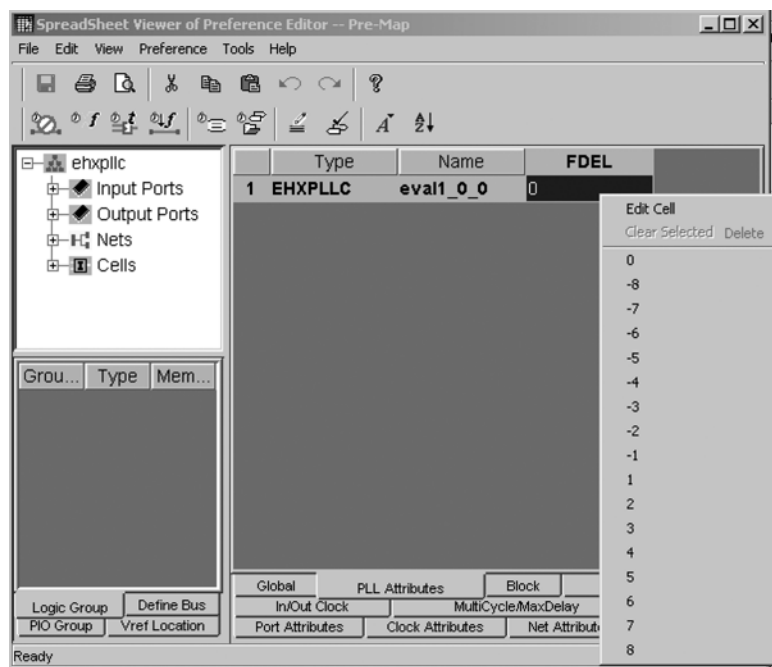 SpreadSheet Viewer of Preference Editor -- Pre-Map
File Edit View Preference Tools Help
ehxpllc
Input Ports
Output Ports
Nets
Cells
Type Name FDEL
1 EHXPLLC eval1_0_0 0
Edit Cell
Clear Selected Delete
0
-8
-7
-6
-5
-4
-3
-2
-1
1
2
3
4
5
6
7
8
Grou... Type Mem...
Logic Group Define Bus
PIO Group Vref Location
Global PLL Attributes Block
In/Out Clock MultiCycle/MaxDelay
Port Attributes Clock Attributes Net Attribut
Ready